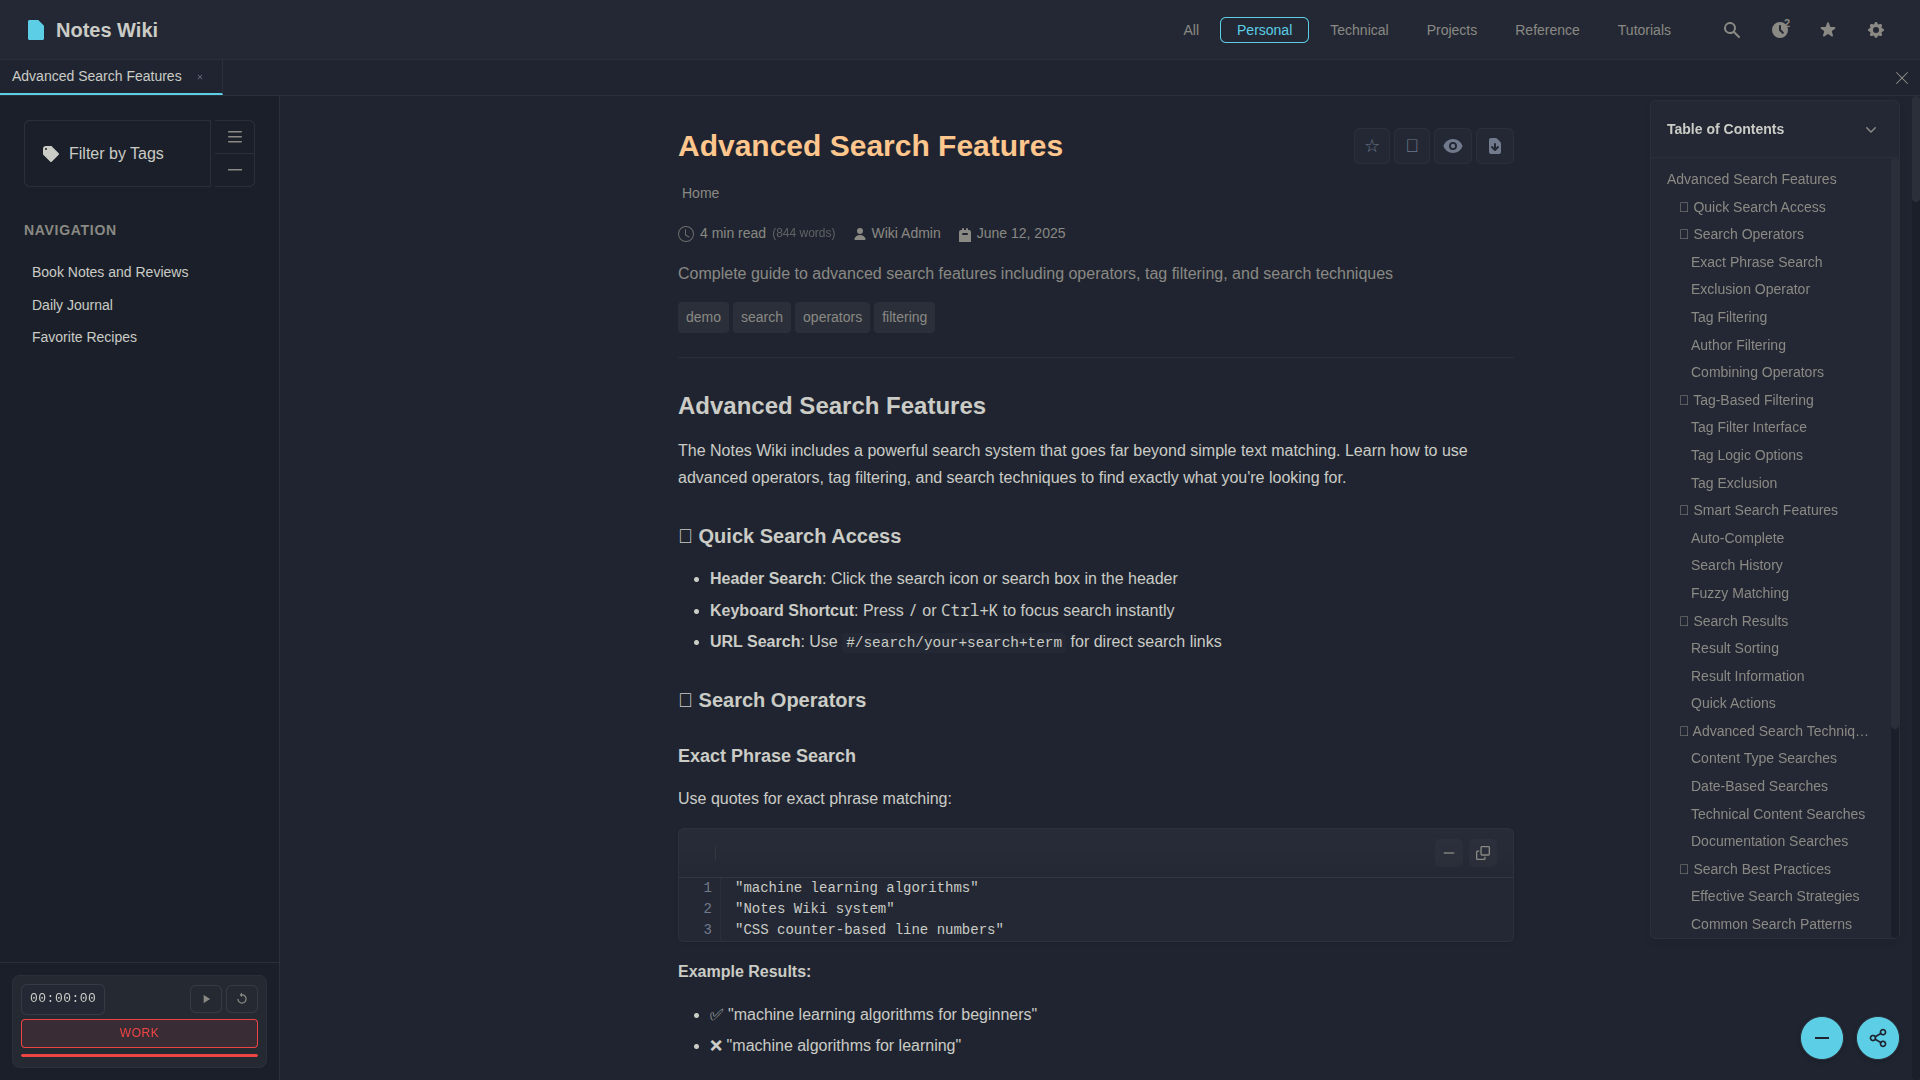 Notes Wiki
All
Personal
Technical
Projects
Reference
Tutorials
2
Advanced Search Features ×
Filter by Tags
NAVIGATION
Book Notes and Reviews
Daily Journal
Favorite Recipes
00:00:00
WORK
Advanced Search Features
Home
4 min read (844 words) Wiki Admin June 12, 2025
Complete guide to advanced search features including operators, tag filtering, and search techniques
demo search operators filtering
Advanced Search Features
The Notes Wiki includes a powerful search system that goes far beyond simple text matching. Learn how to use
advanced operators, tag filtering, and search techniques to find exactly what you're looking for.
Quick Search Access
• Header Search: Click the search icon or search box in the header
• Keyboard Shortcut: Press / or Ctrl+K to focus search instantly
• URL Search: Use #/search/your+search+term for direct search links
Search Operators
Exact Phrase Search
Use quotes for exact phrase matching:
1 "machine learning algorithms"
2 "Notes Wiki system"
3 "CSS counter-based line numbers"
Example Results:
• ✅ "machine learning algorithms for beginners"
• ❌ "machine algorithms for learning"
Table of Contents
Advanced Search Features
Quick Search Access
Search Operators
Exact Phrase Search
Exclusion Operator
Tag Filtering
Author Filtering
Combining Operators
Tag-Based Filtering
Tag Filter Interface
Tag Logic Options
Tag Exclusion
Smart Search Features
Auto-Complete
Search History
Fuzzy Matching
Search Results
Result Sorting
Result Information
Quick Actions
Advanced Search Techniq…
Content Type Searches
Date-Based Searches
Technical Content Searches
Documentation Searches
Search Best Practices
Effective Search Strategies
Common Search Patterns